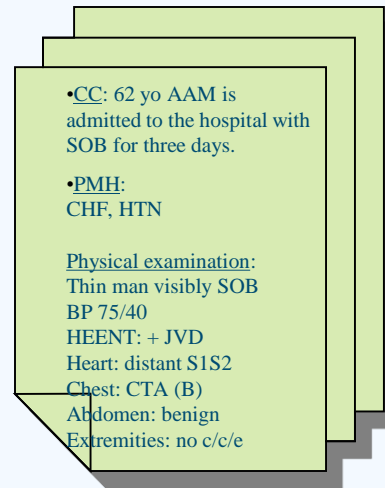 •CC: 62 yo AAM is
admitted to the hospital with
SOB for three days.
•PMH:
CHF, HTN
Physical examination:
Thin man visibly SOB
BP 75/40
HEENT: + JVD
Heart: distant S1S2
Chest: CTA (B)
Abdomen: benign
Extremities: no c/c/e